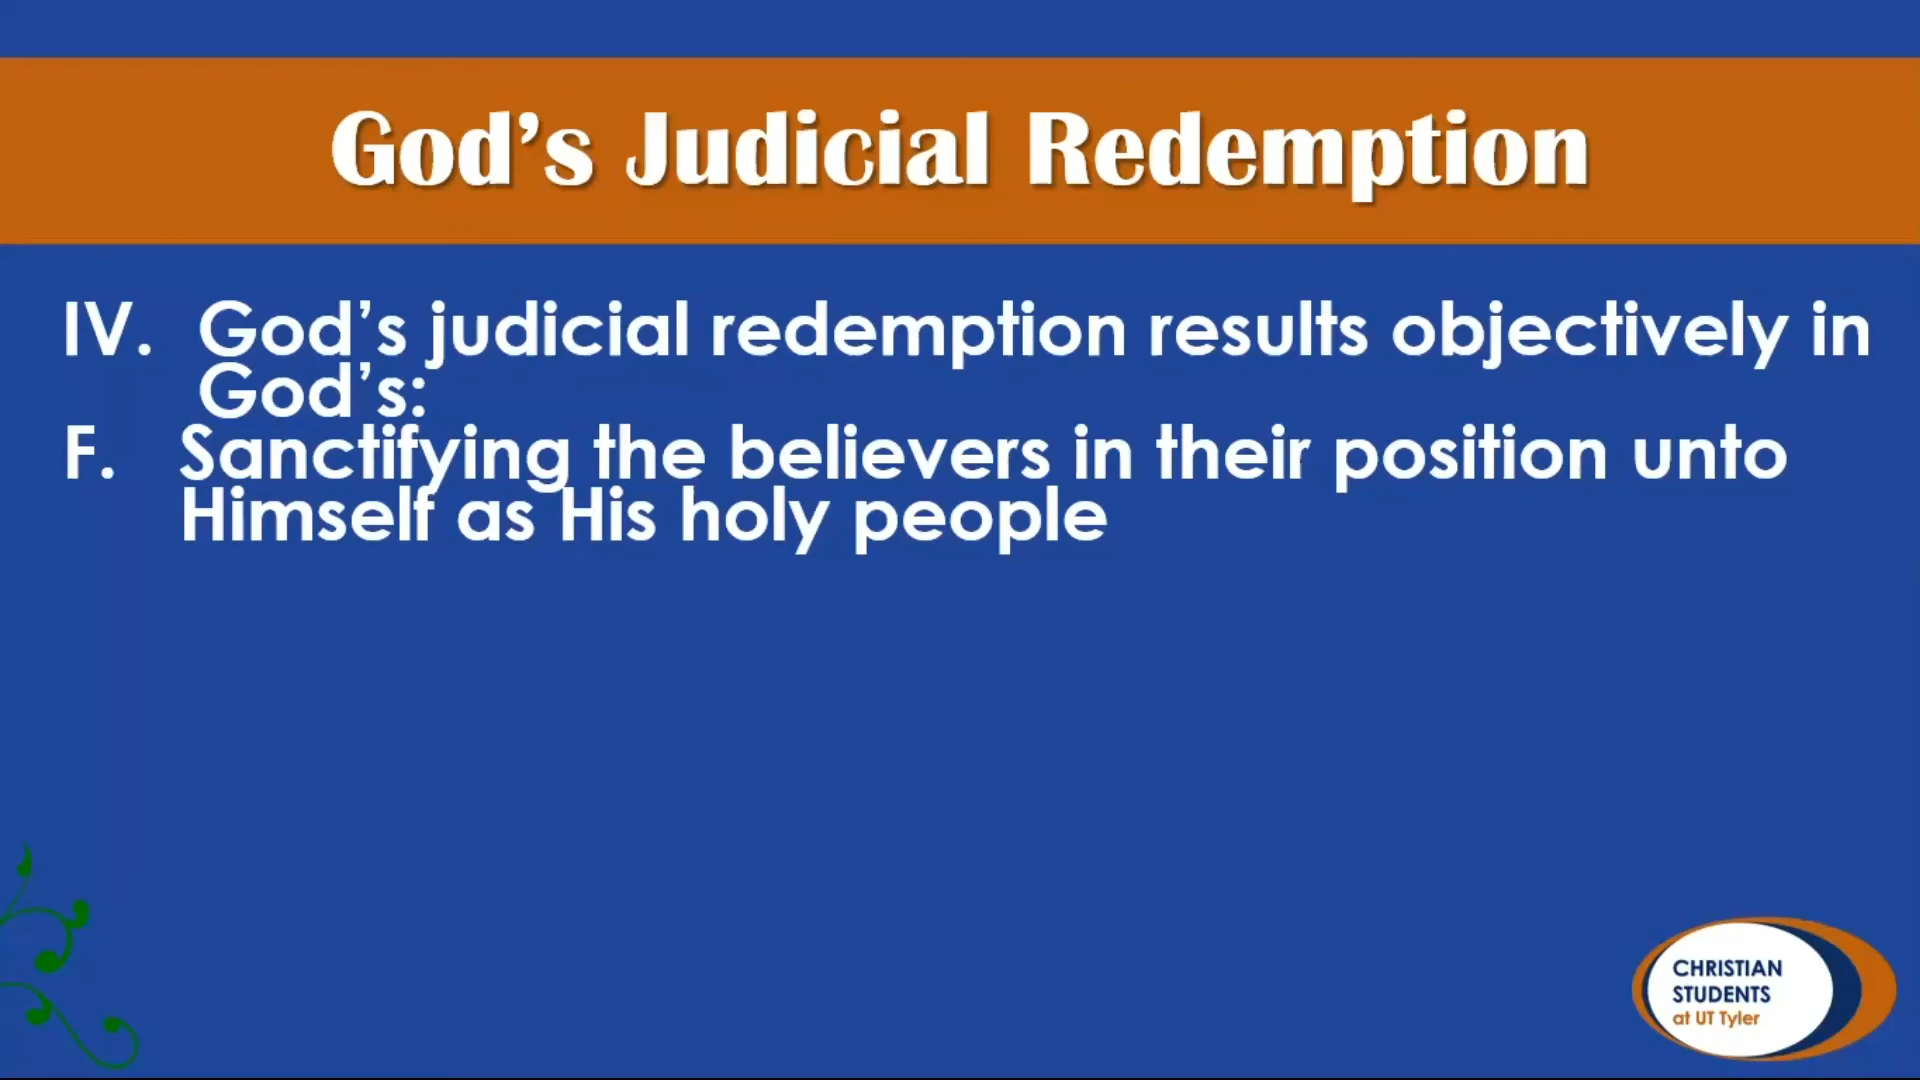 God’s Judicial Redemption
IV. God’s judicial redemption results objectively in
God’s:
F. Sanctifying the believers in their position unto
Himself as His holy people
CHRISTIAN
STUDENTS
at UT Tyler